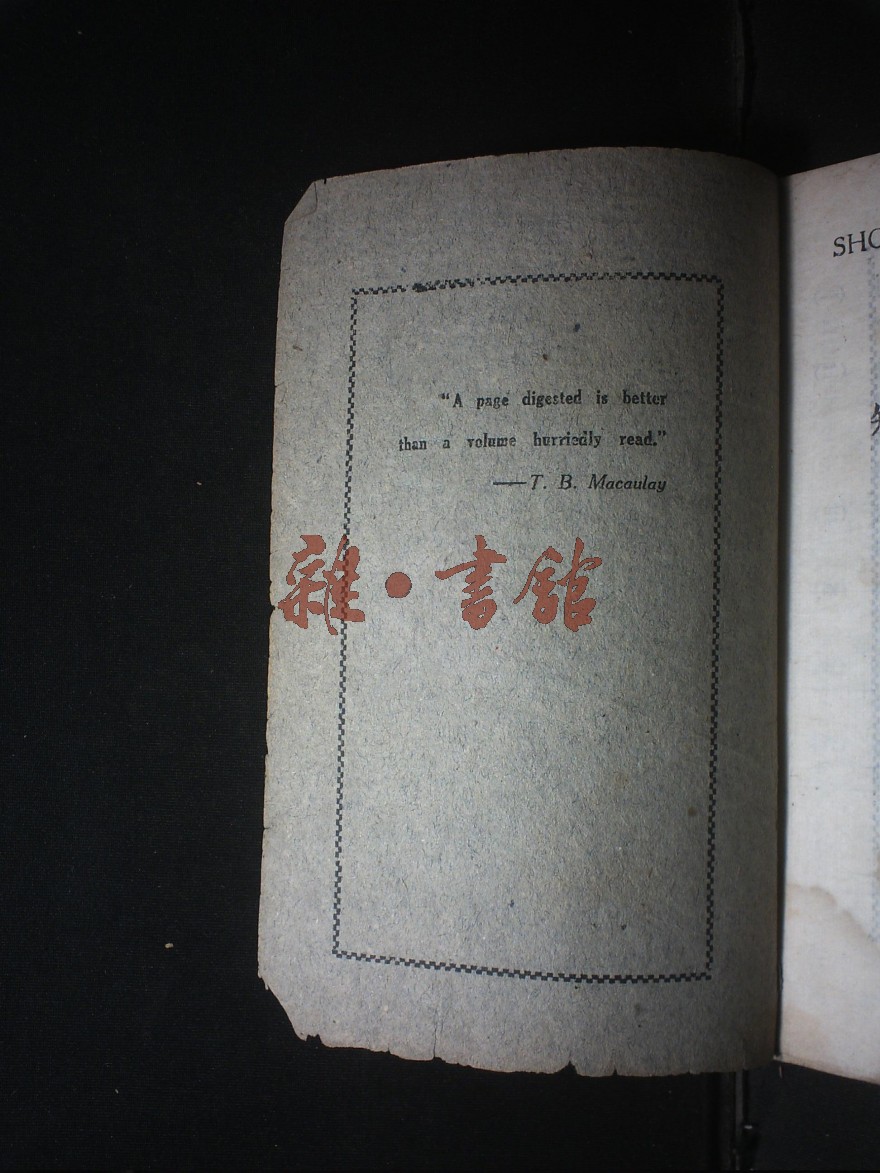 "A page digested is better
than a volume hurriedly read."
——T. B. Macaulay
雜·書館
SHO